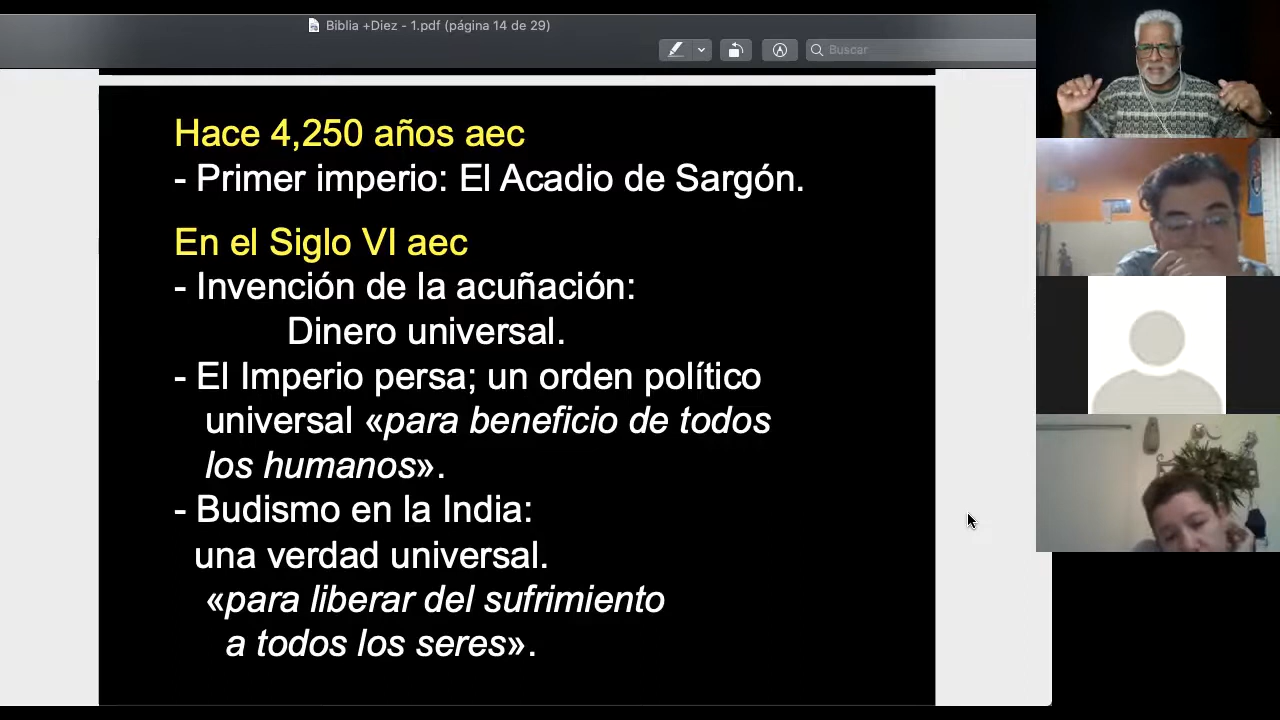 Biblia +Diez - 1.pdf (página 14 de 29)
Buscar
Hace 4,250 años aec
- Primer imperio: El Acadio de Sargón.
En el Siglo VI aec
- Invención de la acuñación:
Dinero universal.
- El Imperio persa; un orden político
universal «para beneficio de todos
los humanos».
- Budismo en la India:
una verdad universal.
«para liberar del sufrimiento
a todos los seres».